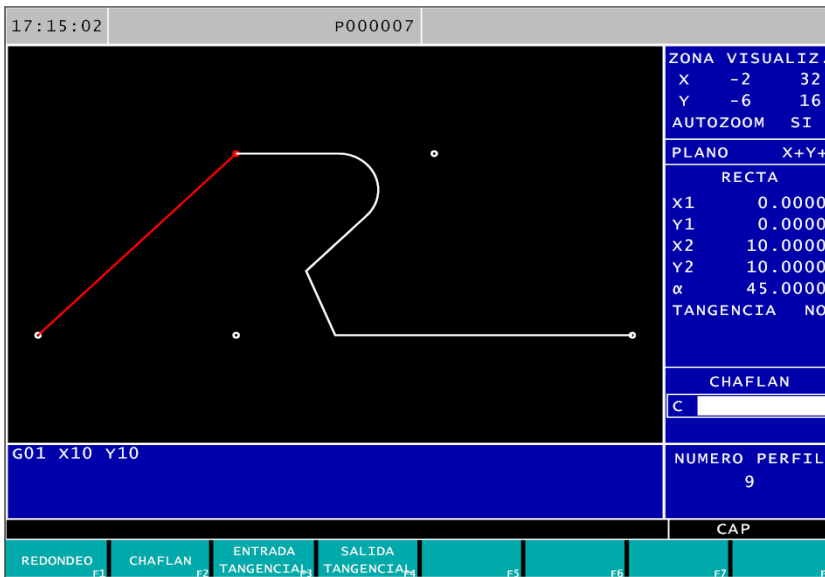 17:15:02 P000007
ZONA VISUALIZ.
X -2 32
Y -6 16
AUTOZOOM SI
PLANO X+Y+
RECTA
X1 0.0000
Y1 0.0000
X2 10.0000
Y2 10.0000
α 45.0000
TANGENCIA NO
CHAFLAN
C
G01 X10 Y10
NUMERO PERFIL
9
CAP
REDONDEO F1
CHAFLAN F2
ENTRADA
TANGENCIAL F3
SALIDA
TANGENCIAL F4
F5
F6
F7